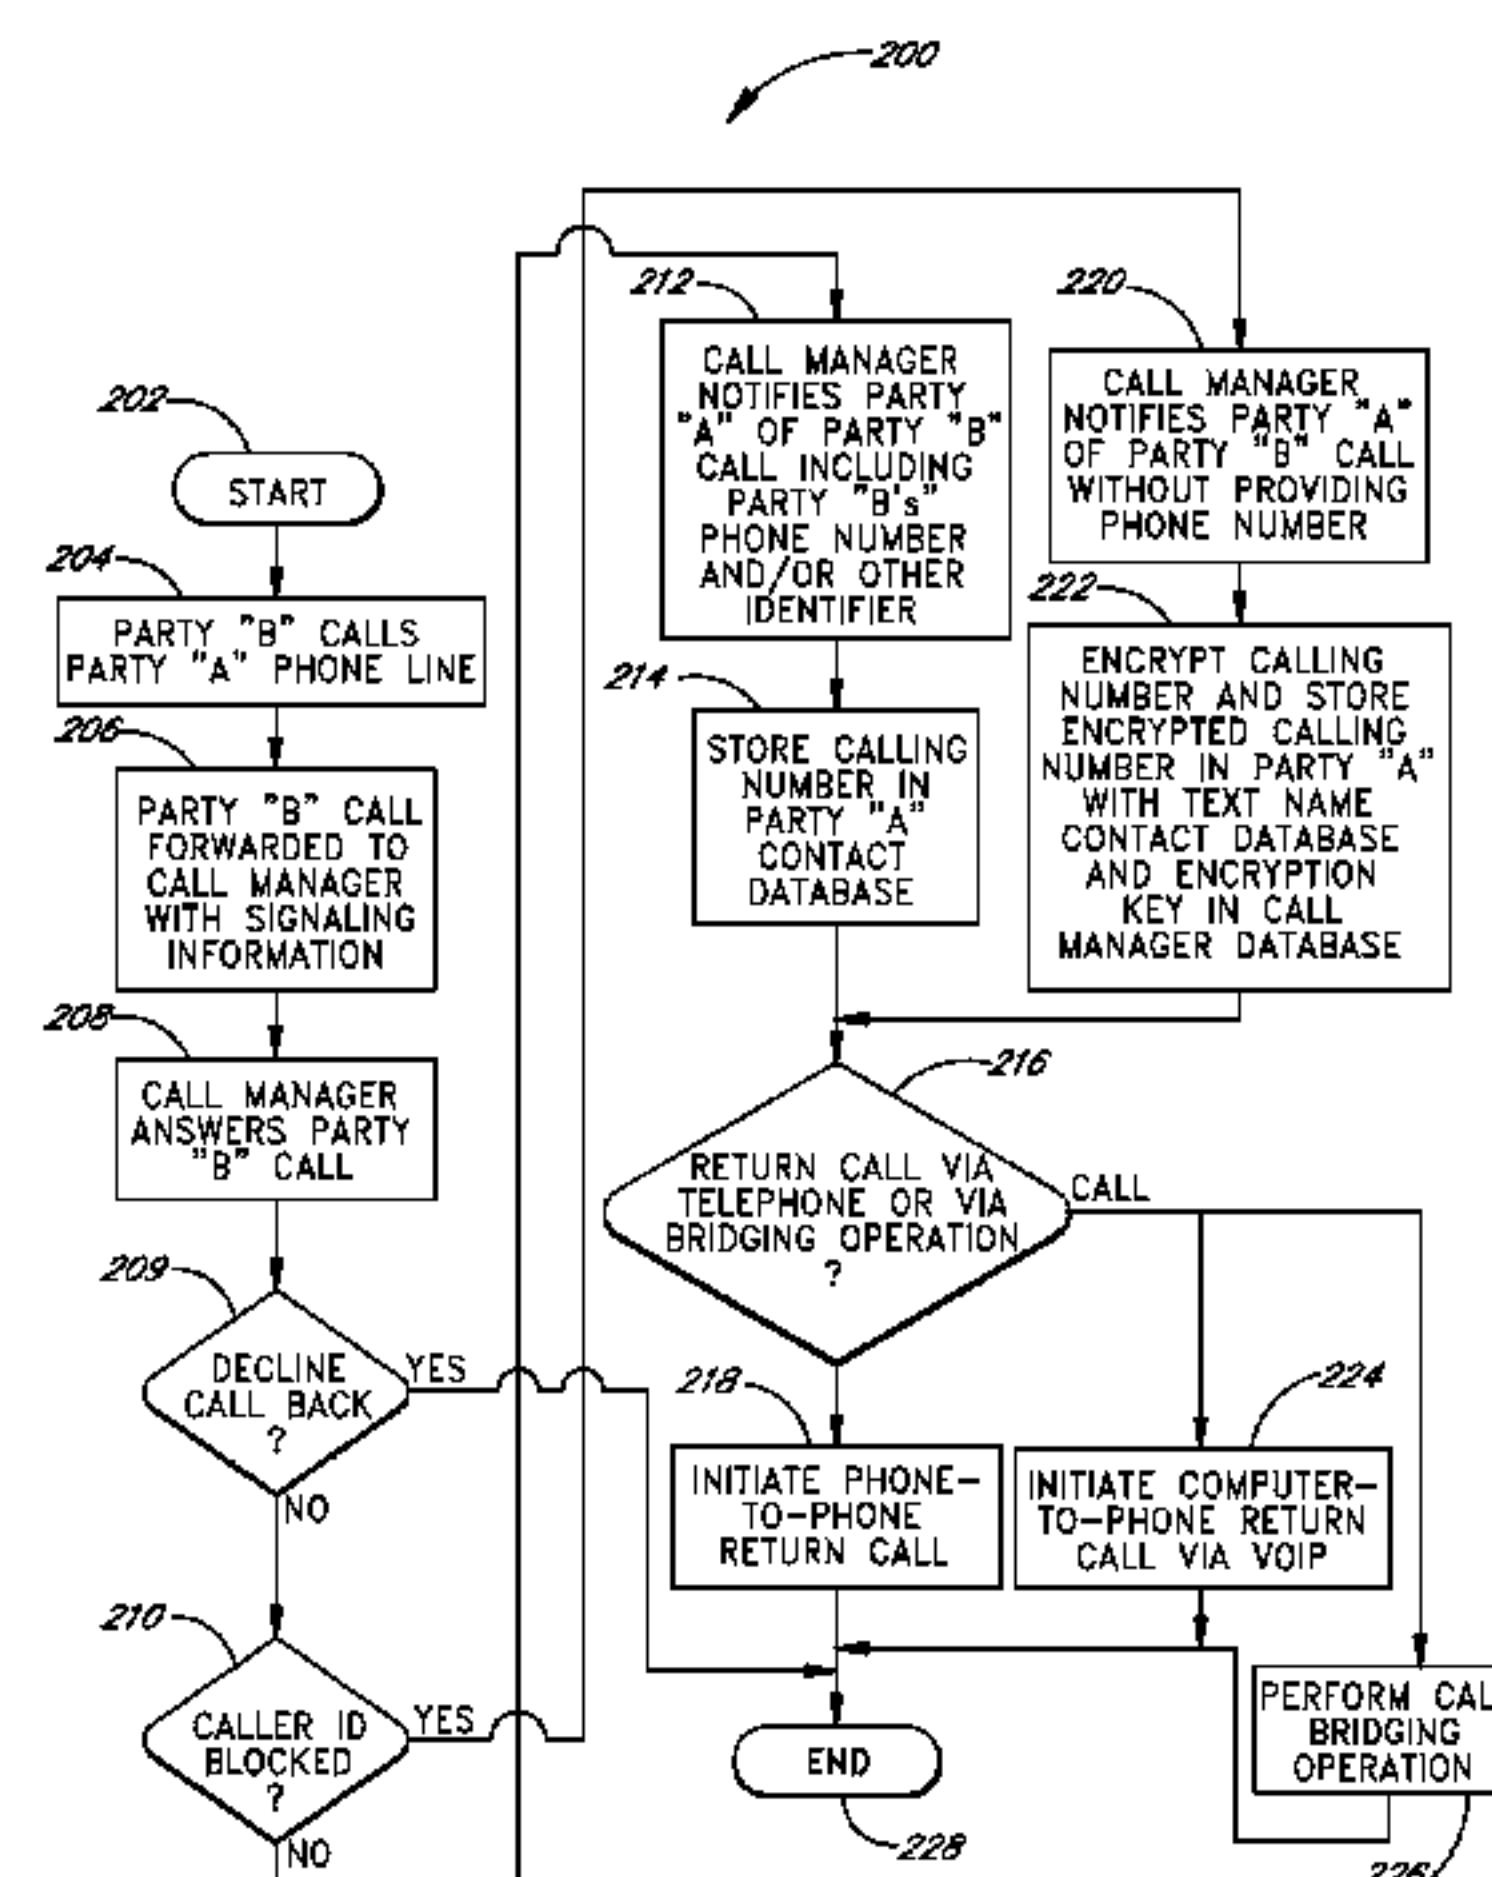 200
202
START
204
PARTY "B" CALLS
PARTY "A" PHONE LINE
206
PARTY "B" CALL
FORWARDED TO
CALL MANAGER
WITH SIGNALING
INFORMATION
208
CALL MANAGER
ANSWERS PARTY
"B" CALL
209
DECLINE
CALL BACK
?
YES
NO
210
CALLER ID
BLOCKED
?
YES
NO
212
CALL MANAGER
NOTIFIES PARTY
"A" OF PARTY "B"
CALL INCLUDING
PARTY "B's"
PHONE NUMBER
AND/OR OTHER
IDENTIFIER
214
STORE CALLING
NUMBER IN
PARTY "A"
CONTACT
DATABASE
220
CALL MANAGER
NOTIFIES PARTY "A"
OF PARTY "B" CALL
WITHOUT PROVIDING
PHONE NUMBER
222
ENCRYPT CALLING
NUMBER AND STORE
ENCRYPTED CALLING
NUMBER IN PARTY "A"
WITH TEXT NAME
CONTACT DATABASE
AND ENCRYPTION
KEY IN CALL
MANAGER DATABASE
216
RETURN CALL VIA
TELEPHONE OR VIA
BRIDGING OPERATION
?
CALL
218
INITIATE PHONE-
TO-PHONE
RETURN CALL
224
INITIATE COMPUTER-
TO-PHONE RETURN
CALL VIA VOIP
PERFORM CAL
BRIDGING
OPERATION
226
END
228